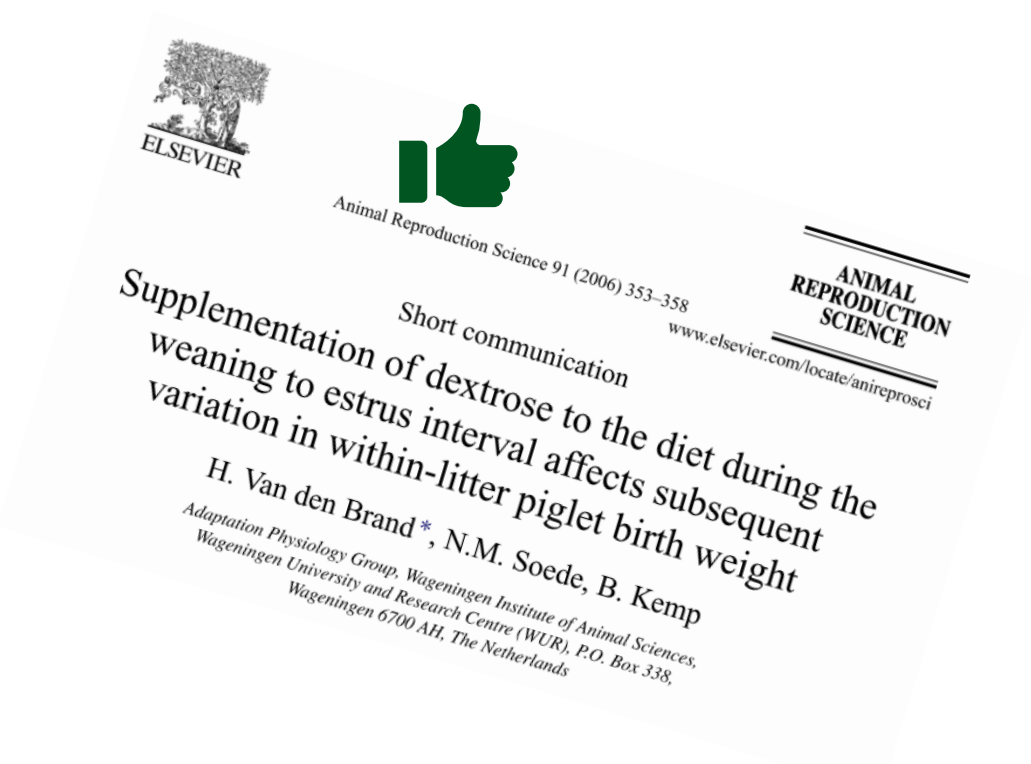 ELSEVIER
Animal Reproduction Science 91 (2006) 353–358
ANIMAL
REPRODUCTION
SCIENCE
www.elsevier.com/locate/anireprosci
Short communication
Supplementation of dextrose to the diet during the
weaning to estrus interval affects subsequent
variation in within-litter piglet birth weight
H. Van den Brand *, N.M. Soede, B. Kemp
Adaptation Physiology Group, Wageningen Institute of Animal Sciences,
Wageningen University and Research Centre (WUR), P.O. Box 338,
Wageningen 6700 AH, The Netherlands